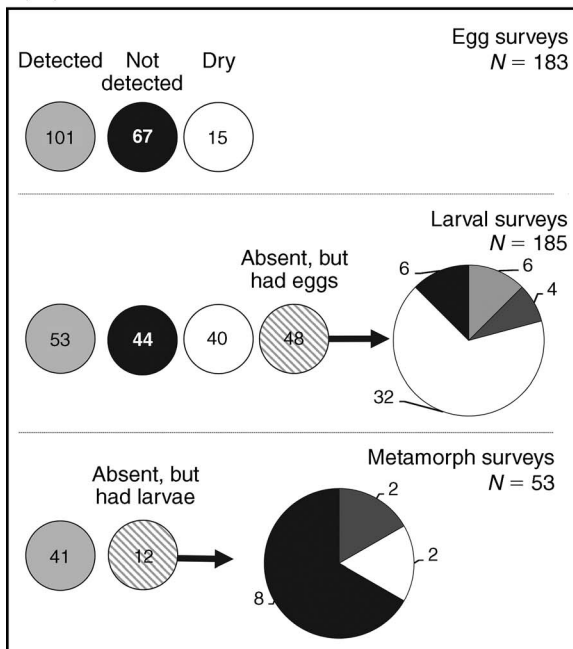 Egg surveys
N = 183
Detected Not detected Dry
101 67 15
Larval surveys
N = 185
Absent, but
had eggs
53 44 40 48
6 6
4
32
Metamorph surveys
N = 53
Absent, but
had larvae
41 12
2
2
8